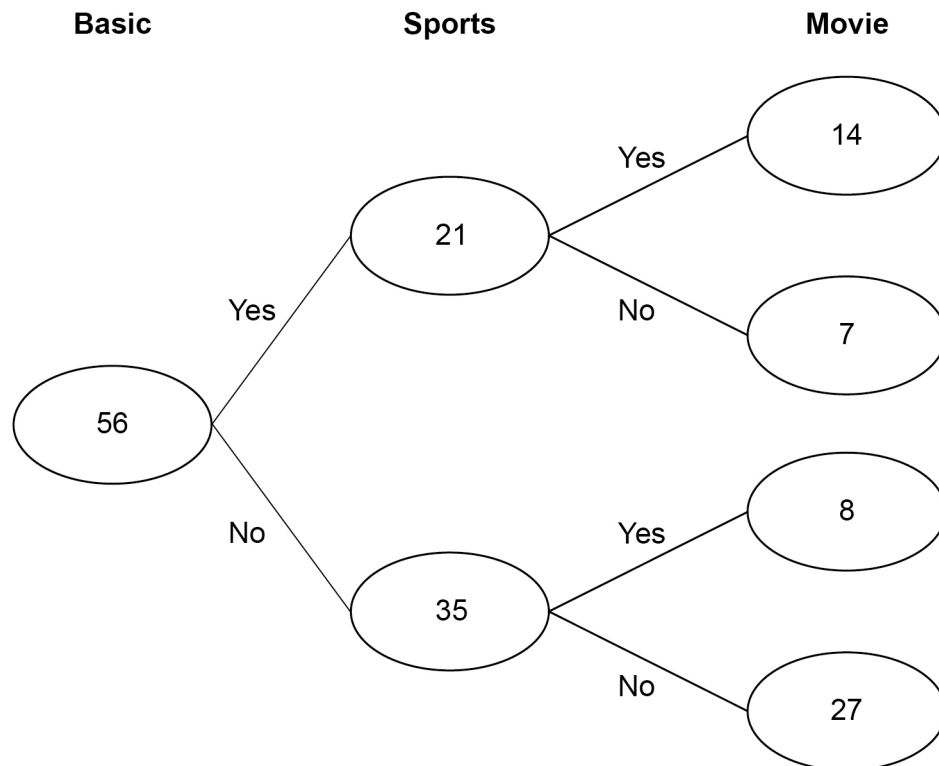 Basic Sports Movie
14
Yes
21
No
7
Yes
56
No
8
Yes
35
No
27